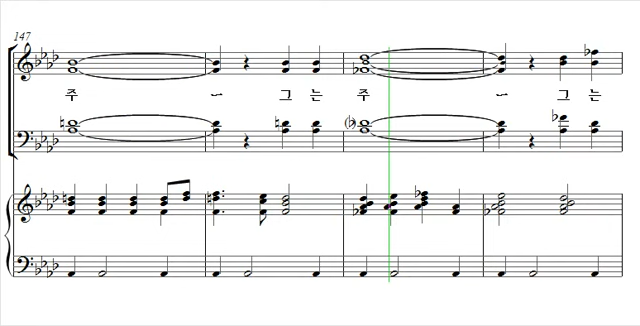 147
주 ㅡ 그 는 주 ㅡ 그 는